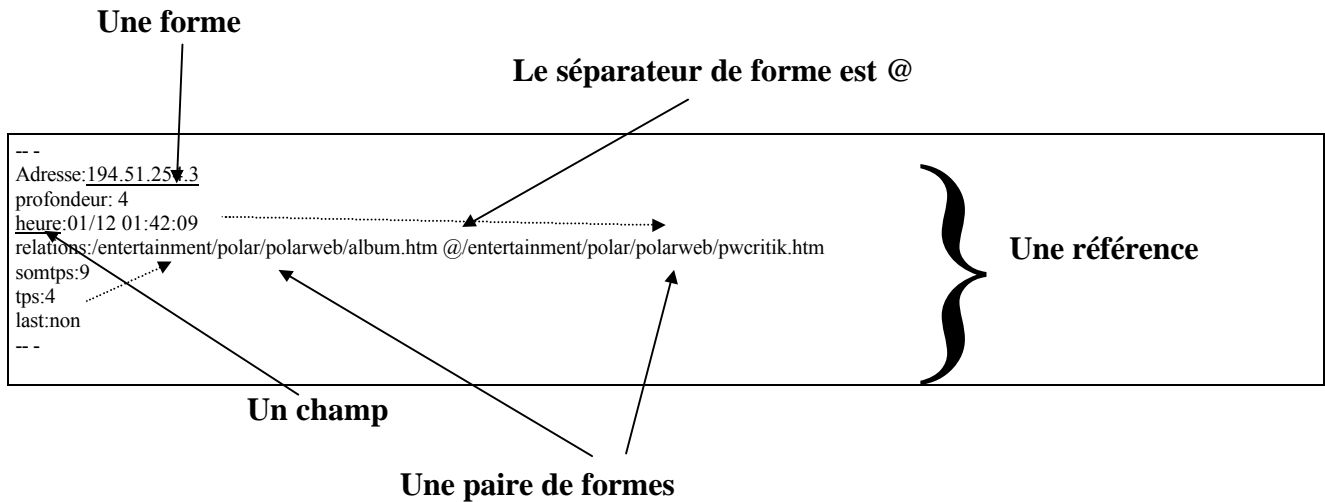 Une forme
Le séparateur de forme est @
-- -
Adresse:194.51.254.3
profondeur: 4
heure:01/12 01:42:09
relations:/entertainment/polar/polarweb/album.htm @/entertainment/polar/polarweb/pwcritik.htm
somtps:9
tps:4
last:non
-- -
Une référence
Un champ
Une paire de formes